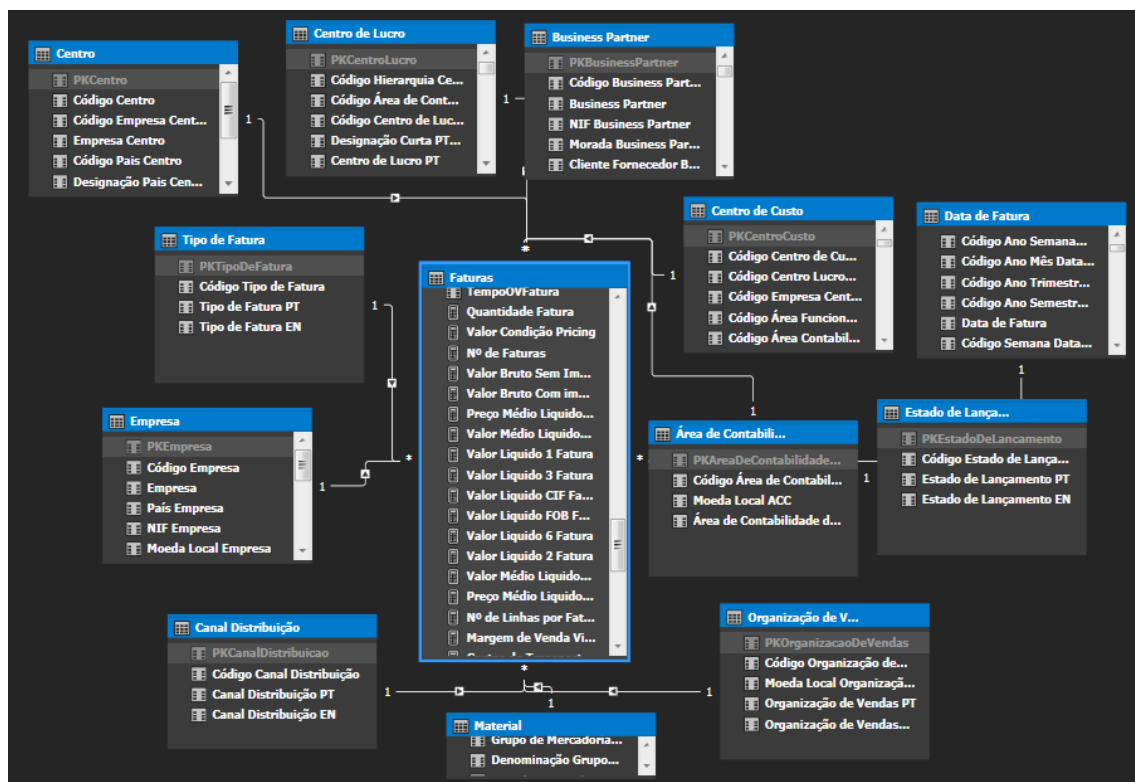 Centro
PKCentro
Código Centro
Código Empresa Cent...
Empresa Centro
Código Pais Centro
Designação Pais Cen...
1
Centro de Lucro
PKCentroLucro
Código Hierarquia Ce...
Código Área de Cont...
Código Centro de Luc...
Designação Curta PT...
Centro de Lucro PT
1
Business Partner
PKBusinessPartner
Código Business Part...
Business Partner
NIF Business Partner
Morada Business Par...
Cliente Fornecedor B...
Tipo de Fatura
PKTipoDeFatura
Código Tipo de Fatura
Tipo de Fatura PT
Tipo de Fatura EN
1
Centro de Custo
PKCentroCusto
Código Centro de Cu...
Código Centro Lucro...
Código Empresa Cent...
Código Área Funcion...
Código Área Contabil...
1
Data de Fatura
Código Ano Semana...
Código Ano Mês Data...
Código Ano Trimestr...
Código Ano Semestr...
Data de Fatura
Código Semana Data...
1
*
Faturas
TempoOVFatura
Quantidade Fatura
Valor Condição Pricing
Nº de Faturas
Valor Bruto Sem Im...
Valor Bruto Com im...
Preço Médio Liquido...
Valor Médio Liquido...
Valor Liquido 1 Fatura
Valor Liquido 3 Fatura
Valor Liquido CIF Fa...
Valor Liquido FOB F...
Valor Liquido 6 Fatura
Valor Liquido 2 Fatura
Valor Médio Liquido...
Preço Médio Liquido...
Nº de Linhas por Fat...
Margem de Venda Vi...
*
*
*
Empresa
PKEmpresa
Código Empresa
Empresa
País Empresa
NIF Empresa
Moeda Local Empresa
1
1
Área de Contabili...
PKAreaDeContabilidade...
Código Área de Contabil...
Moeda Local ACC
Área de Contabilidade d...
1
Estado de Lança...
PKEstadoDeLancamento
Código Estado de Lança...
Estado de Lançamento PT
Estado de Lançamento EN
Canal Distribuição
PKCanalDistribuicao
Código Canal Distribuição
Canal Distribuição PT
Canal Distribuição EN
1
1
1
Organização de V...
PKOrganizacaoDeVendas
Código Organização de...
Moeda Local Organizaçã...
Organização de Vendas PT
Organização de Vendas...
Material
Grupo de Mercadoria...
Denominação Grupo...